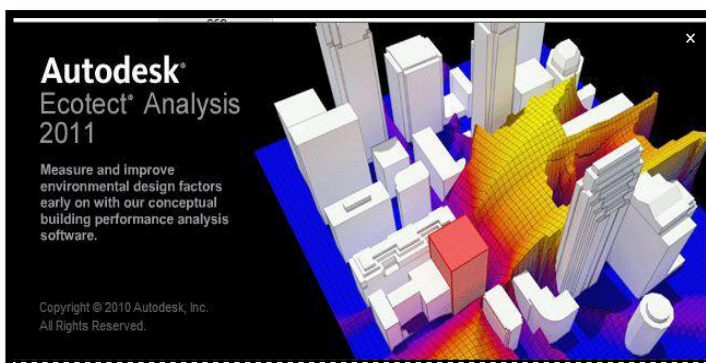 Autodesk®
Ecotect® Analysis
2011
Measure and improve
environmental design factors
early on with our conceptual
building performance analysis
software.
Copyright © 2010 Autodesk, Inc.
All Rights Reserved.